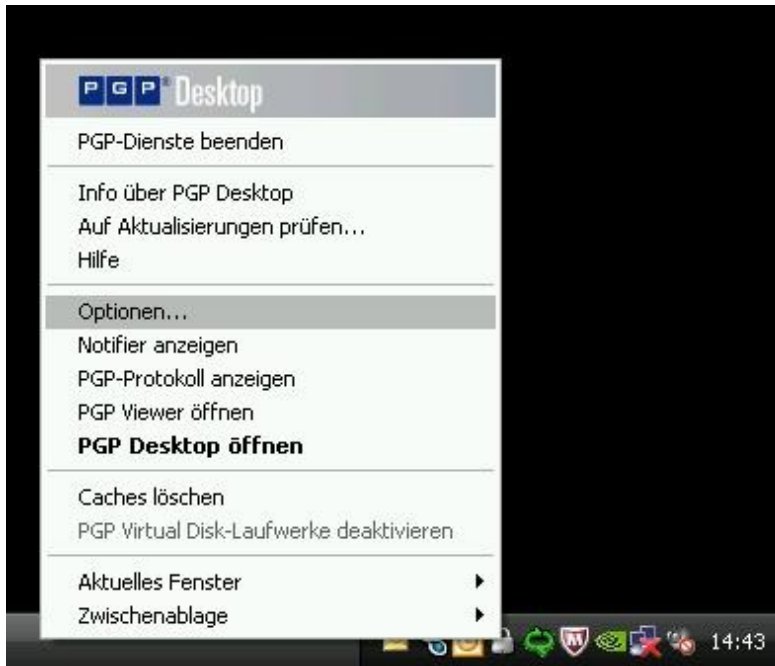 PGP® Desktop
PGP-Dienste beenden
Info über PGP Desktop
Auf Aktualisierungen prüfen...
Hilfe
Optionen...
Notifier anzeigen
PGP-Protokoll anzeigen
PGP Viewer öffnen
PGP Desktop öffnen
Caches löschen
PGP Virtual Disk-Laufwerke deaktivieren
Aktuelles Fenster
Zwischenablage
14:43